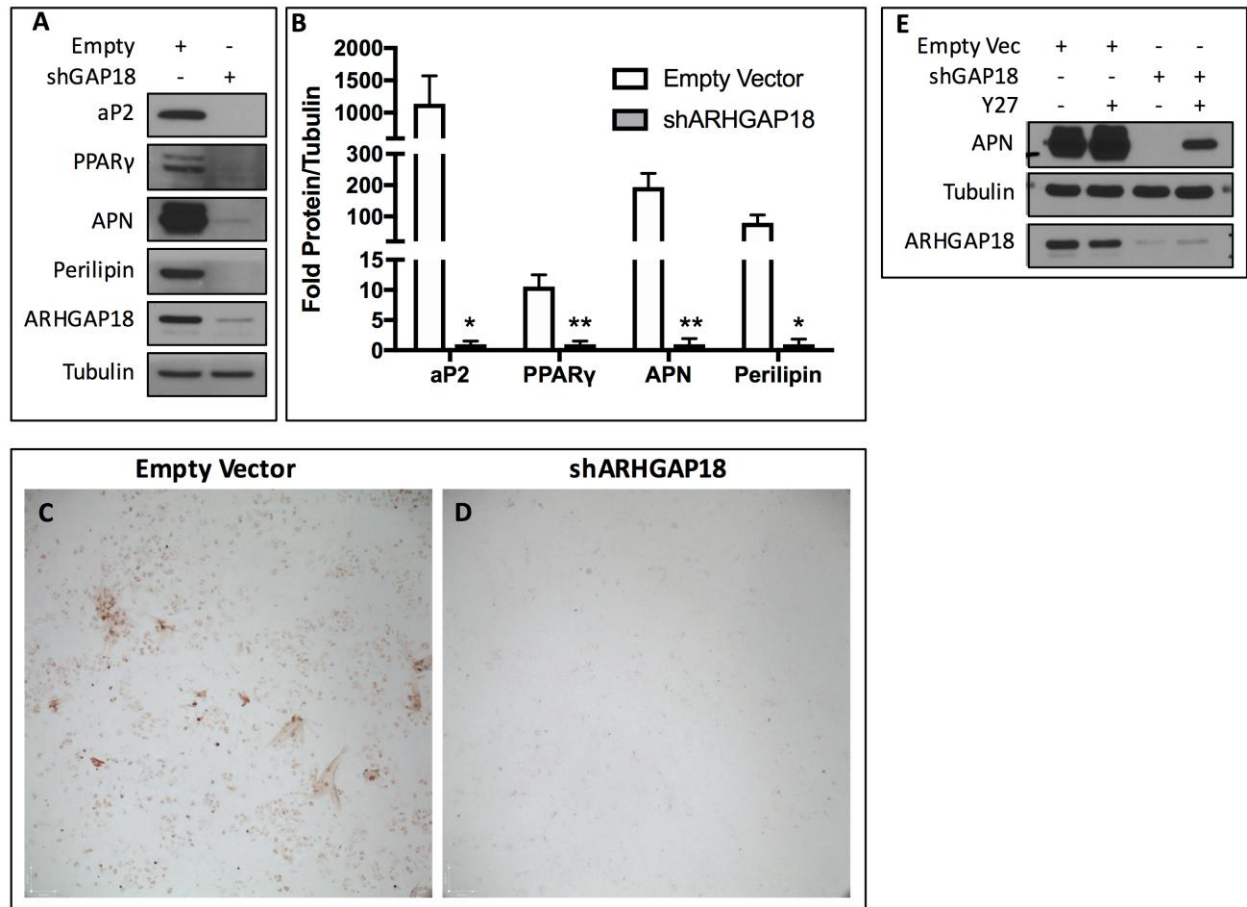 A
Empty + -
shGAP18 - +
aP2
PPARγ
APN
Perilipin
ARHGAP18
Tubulin
B
Fold Protein/Tubulin
2000
1500
1000
300
200
100
0
15
10
5
0
Empty Vector
shARHGAP18
* ** ** *
aP2 PPARγ APN Perilipin
E
Empty Vec + + - -
shGAP18 - - + +
Y27 - + - +
APN
Tubulin
ARHGAP18
Empty Vector shARHGAP18
C D